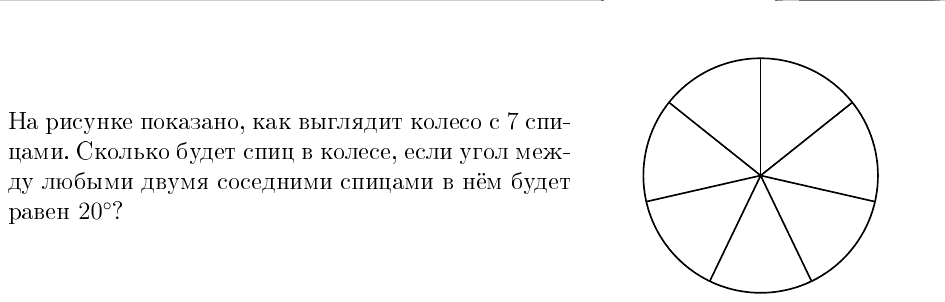 На рисунке показано, как выглядит колесо с 7 спи-
цами. Сколько будет спиц в колесе, если угол меж-
ду любыми двумя соседними спицами в нём будет
равен 20°?